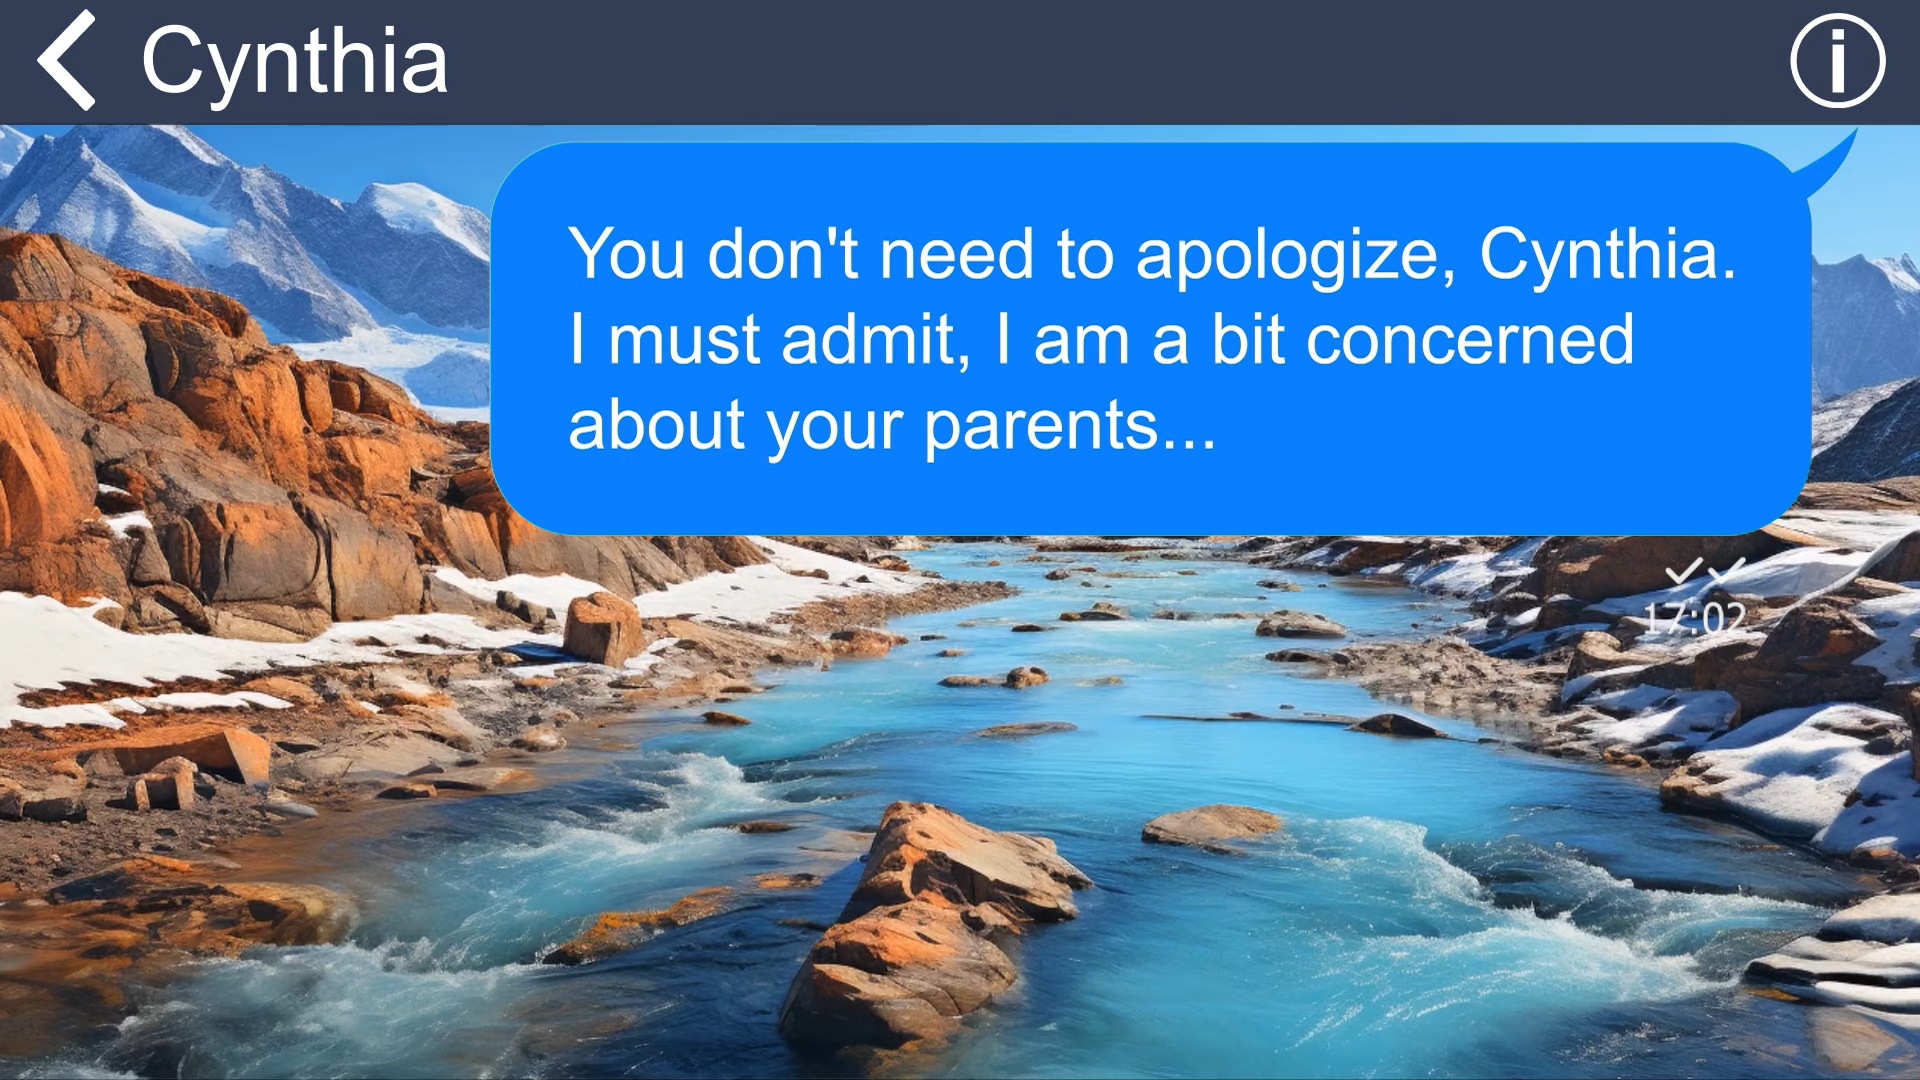 Cynthia
You don't need to apologize, Cynthia.
I must admit, I am a bit concerned
about your parents...
17:02